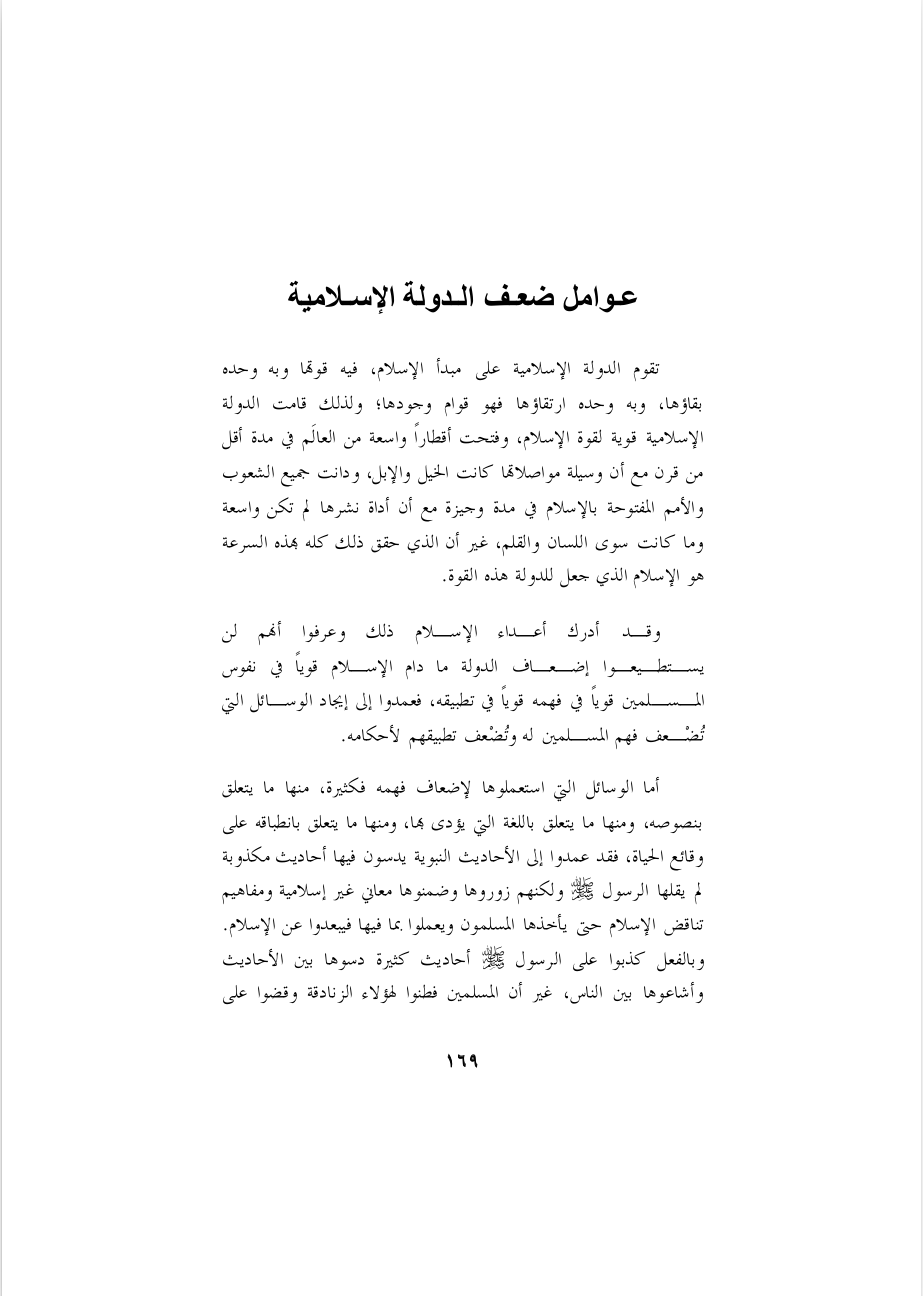 عوامل ضعف الدولة الإسلامية
تقوم الدولة الإسلامية على مبدأ الإسلام، فيه قوتها وبه وحده
بقاؤها، وبه وحده ارتقاؤها فهو قوام وجودها؛ ولذلك قامت الدولة
الإسلامية قوية لقوة الإسلام، وفتحت أقطاراً واسعة من العالَم في مدة أقل
من قرن مع أن وسيلة مواصلاتها كانت الخيل والإبل، ودانت جميع الشعوب
والأمم المفتوحة بالإسلام في مدة وجيزة مع أن أداة نشرها لم تكن واسعة
وما كانت سوى اللسان والقلم، غير أن الذي حقق ذلك كله بهذه السرعة
هو الإسلام الذي جعل للدولة هذه القوة.
وقد أدرك أعداء الإسلام ذلك وعرفوا أنهم لن
يستطيعوا إضعاف الدولة ما دام الإسلام قوياً في نفوس
المسلمين قوياً في فهمه قوياً في تطبيقه، فعمدوا إلى إيجاد الوسائل التي
تُضْعف فهم المسلمين له وتُضْعف تطبيقهم لأحكامه.
أما الوسائل التي استعملوها لإضعاف فهمه فكثيرة، منها ما يتعلق
بنصوصه، ومنها ما يتعلق باللغة التي يؤدى بها، ومنها ما يتعلق بانطباقه على
وقائع الحياة، فقد عمدوا إلى الأحاديث النبوية يدسون فيها أحاديث مكذوبة
لم يقلها الرسول ﷺ ولكنهم زوروها وضمنوها معاني غير إسلامية ومفاهيم
تناقض الإسلام حتى يأخذها المسلمون ويعملوا بما فيها فيبعدوا عن الإسلام.
وبالفعل كذبوا على الرسول ﷺ أحاديث كثيرة دسوها بين الأحاديث
وأشاعوها بين الناس، غير أن المسلمين فطنوا لهؤلاء الزنادقة وقضوا على
١٦٩